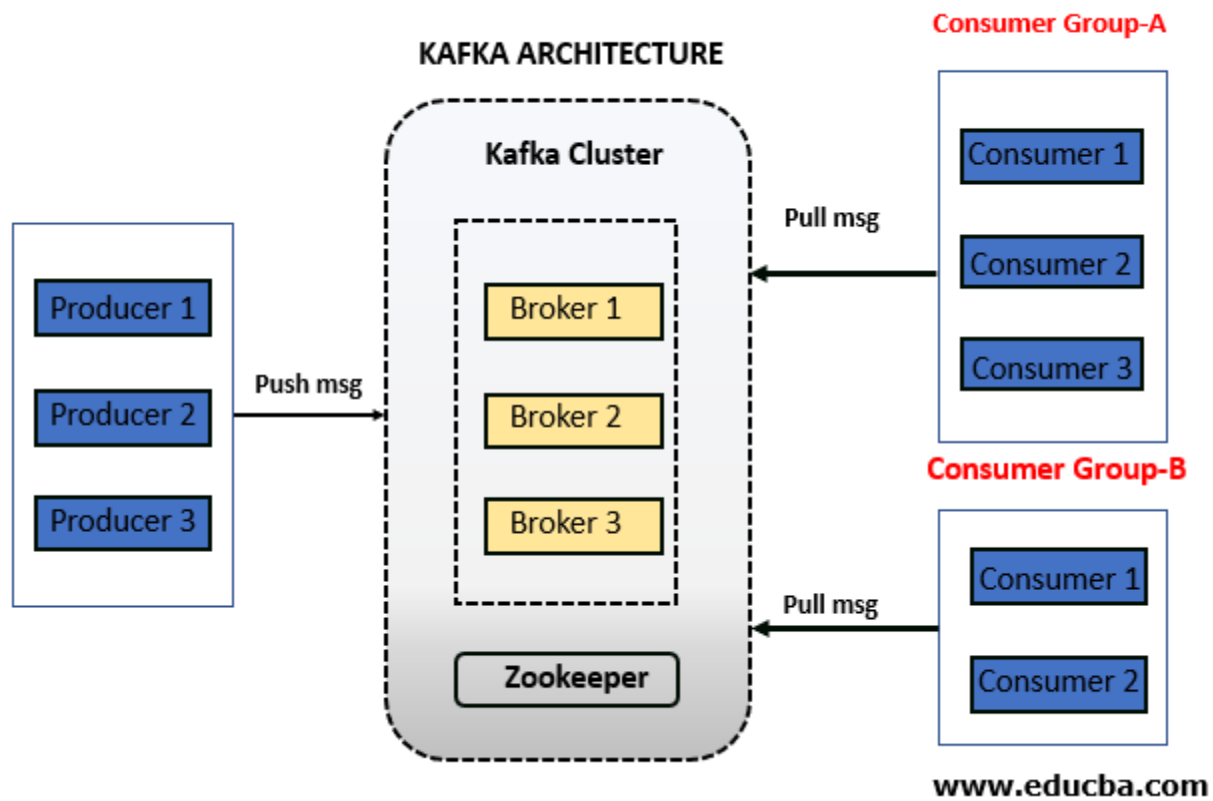 KAFKA ARCHITECTURE
Kafka Cluster
Producer 1
Producer 2
Producer 3
Push msg
Broker 1
Broker 2
Broker 3
Zookeeper
Consumer Group-A
Consumer 1
Consumer 2
Consumer 3
Pull msg
Consumer Group-B
Consumer 1
Consumer 2
Pull msg
www.educba.com